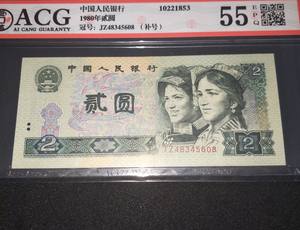 ACG
AI CANG GUARANTY
中国人民银行
1980年贰圆
冠号: JZ48345608 (补号)
10221853
55
EPQ
中国人民银行
贰圆
2
2
JZ48345608